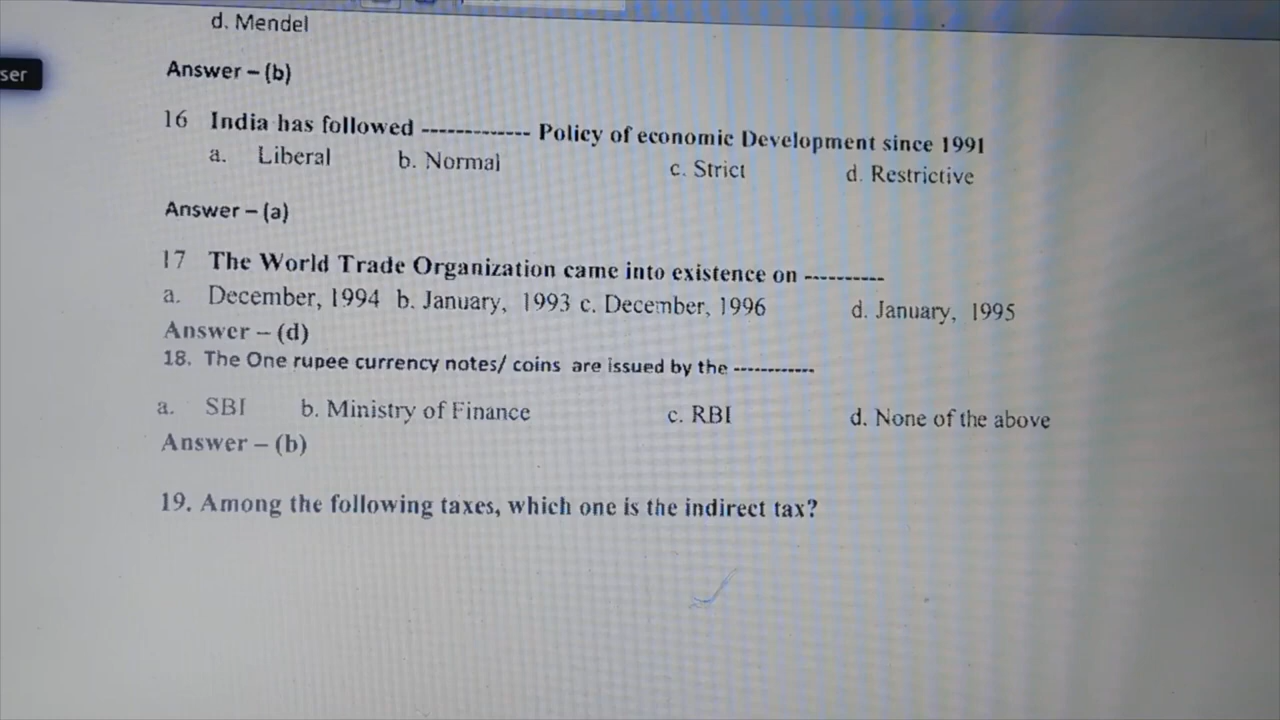 d. Mendel
ser
Answer – (b)
16 India has followed ------------- Policy of economic Development since 1991
a. Liberal b. Normal c. Strict d. Restrictive
Answer – (a)
17 The World Trade Organization came into existence on ----------
a. December, 1994 b. January, 1993 c. December, 1996 d. January, 1995
Answer – (d)
18. The One rupee currency notes/ coins are issued by the ------------
a. SBI b. Ministry of Finance c. RBI d. None of the above
Answer – (b)
19. Among the following taxes, which one is the indirect tax?